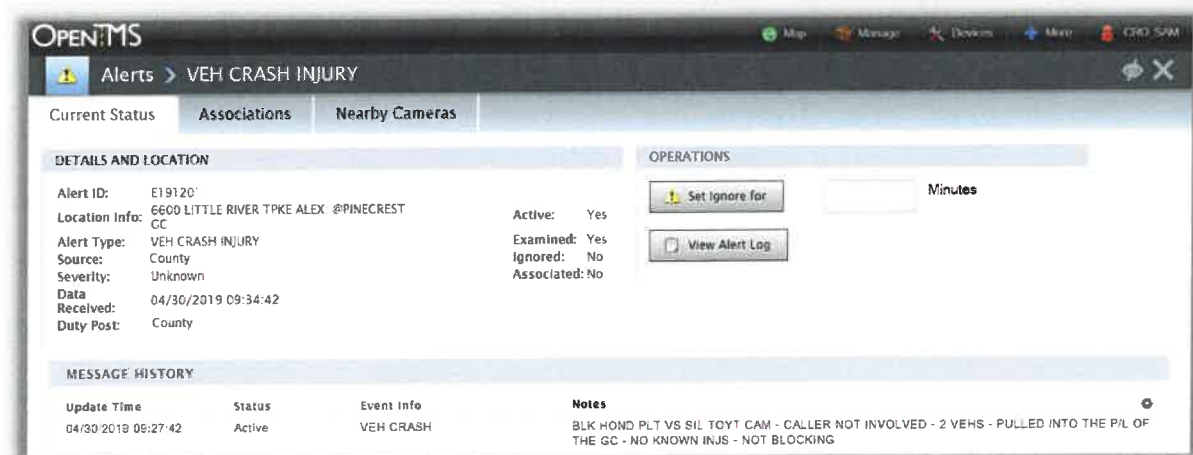 OPENTMS
Map Manage Devices More CRO_SAM
Alerts > VEH CRASH INJURY
Current Status Associations Nearby Cameras
DETAILS AND LOCATION
Alert ID: E19120
Location Info: 6600 LITTLE RIVER TPKE ALEX @PINECREST
GC
Alert Type: VEH CRASH INJURY
Source: County
Severity: Unknown
Data
Received: 04/30/2019 09:34:42
Duty Post: County
Active: Yes
Examined: Yes
Ignored: No
Associated: No
OPERATIONS
Set Ignore for Minutes
View Alert Log
MESSAGE HISTORY
Update Time Status Event Info Notes
04/30/2019 09:27:42 Active VEH CRASH BLK HOND PLT VS SIL TOYT CAM - CALLER NOT INVOLVED - 2 VEHS - PULLED INTO THE P/L OF
THE GC - NO KNOWN INJS - NOT BLOCKING